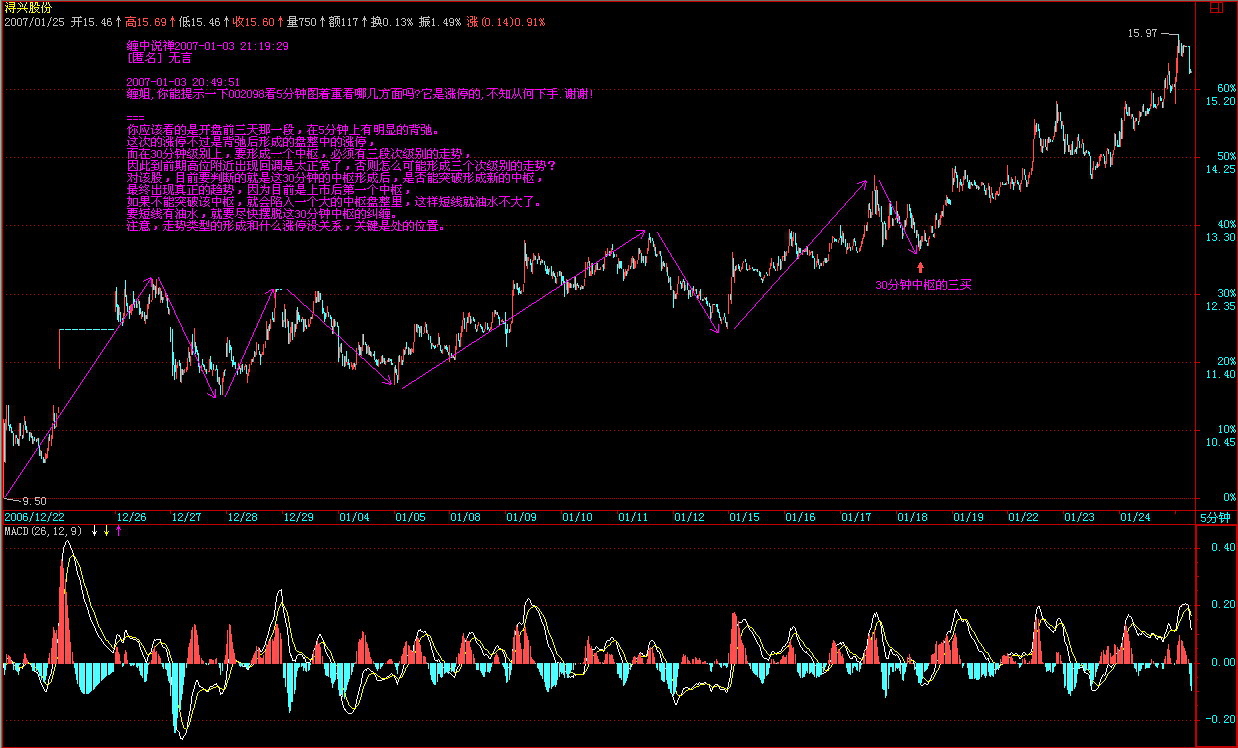 浔兴股份
2007/01/25 开15.46↑高15.69↑低15.46↑收15.60↑量750↑额117↑换0.13% 振1.49% 涨(0.14)0.91%
缠中说禅2007-01-03 21:19:29
[匿名] 无言
2007-01-03 20:49:51
缠姐,你能提示一下002098看5分钟图着重看哪几方面吗?它是涨停的,不知从何下手.谢谢!
===
你应该看的是开盘前三天那一段，在5分钟上有明显的背弛。
这次的涨停不过是背弛后形成的盘整中的涨停，
而在30分钟级别上，要形成一个中枢，必须有三段次级别的走势，
因此到前期高位附近出现回调是太正常了，否则怎么可能形成三个次级别的走势？
对该股，目前要判断的就是这30分钟的中枢形成后，是否能突破形成新的中枢，
最终出现真正的趋势，因为目前是上市后第一个中枢，
如果不能突破该中枢，就会陷入一个大的中枢盘整里，这样短线就油水不大了。
要短线有油水，就要尽快摆脱这30分钟中枢的纠缠。
注意，走势类型的形成和什么涨停没关系，关键是处的位置。
15.97
60%
15.20
50%
14.25
40%
13.30
30分钟中枢的三买
30%
12.35
20%
11.40
10%
10.45
9.50
0%
2006/12/22 12/26 12/27 12/28 12/29 01/04 01/05 01/08 01/09 01/10 01/11 01/12 01/15 01/16 01/17 01/18 01/19 01/22 01/23 01/24 5分钟
MACD(26,12,9) ↓ ↓ ↑
0.40
0.20
0.00
-0.20